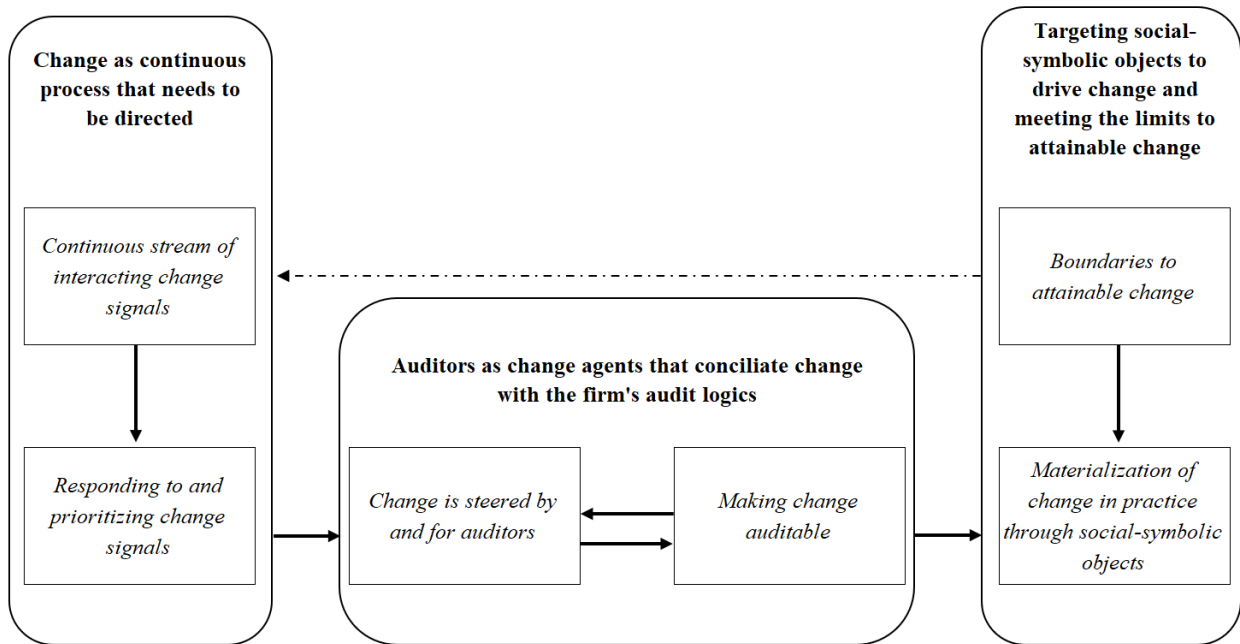 Change as continuous
process that needs to
be directed
Continuous stream of
interacting change
signals
Responding to and
prioritizing change
signals
Auditors as change agents that conciliate change
with the firm's audit logics
Change is steered by
and for auditors
Making change
auditable
Targeting social-
symbolic objects to
drive change and
meeting the limits to
attainable change
Boundaries to
attainable change
Materialization of
change in practice
through social-symbolic
objects